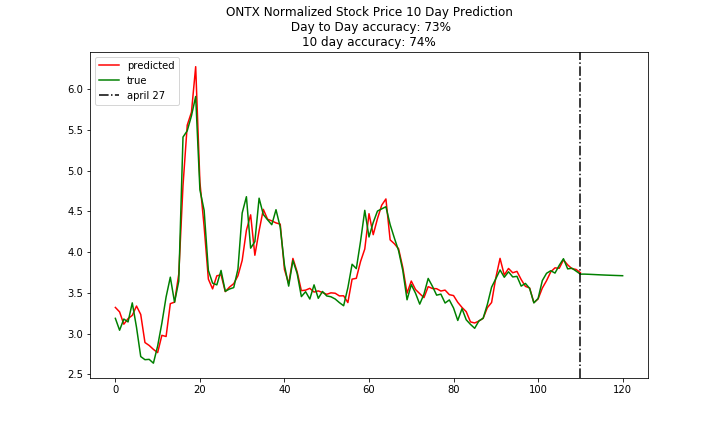 ONTX Normalized Stock Price 10 Day Prediction
Day to Day accuracy: 73%
10 day accuracy: 74%
predicted
true
april 27
6.0
5.5
5.0
4.5
4.0
3.5
3.0
2.5
0 20 40 60 80 100 120